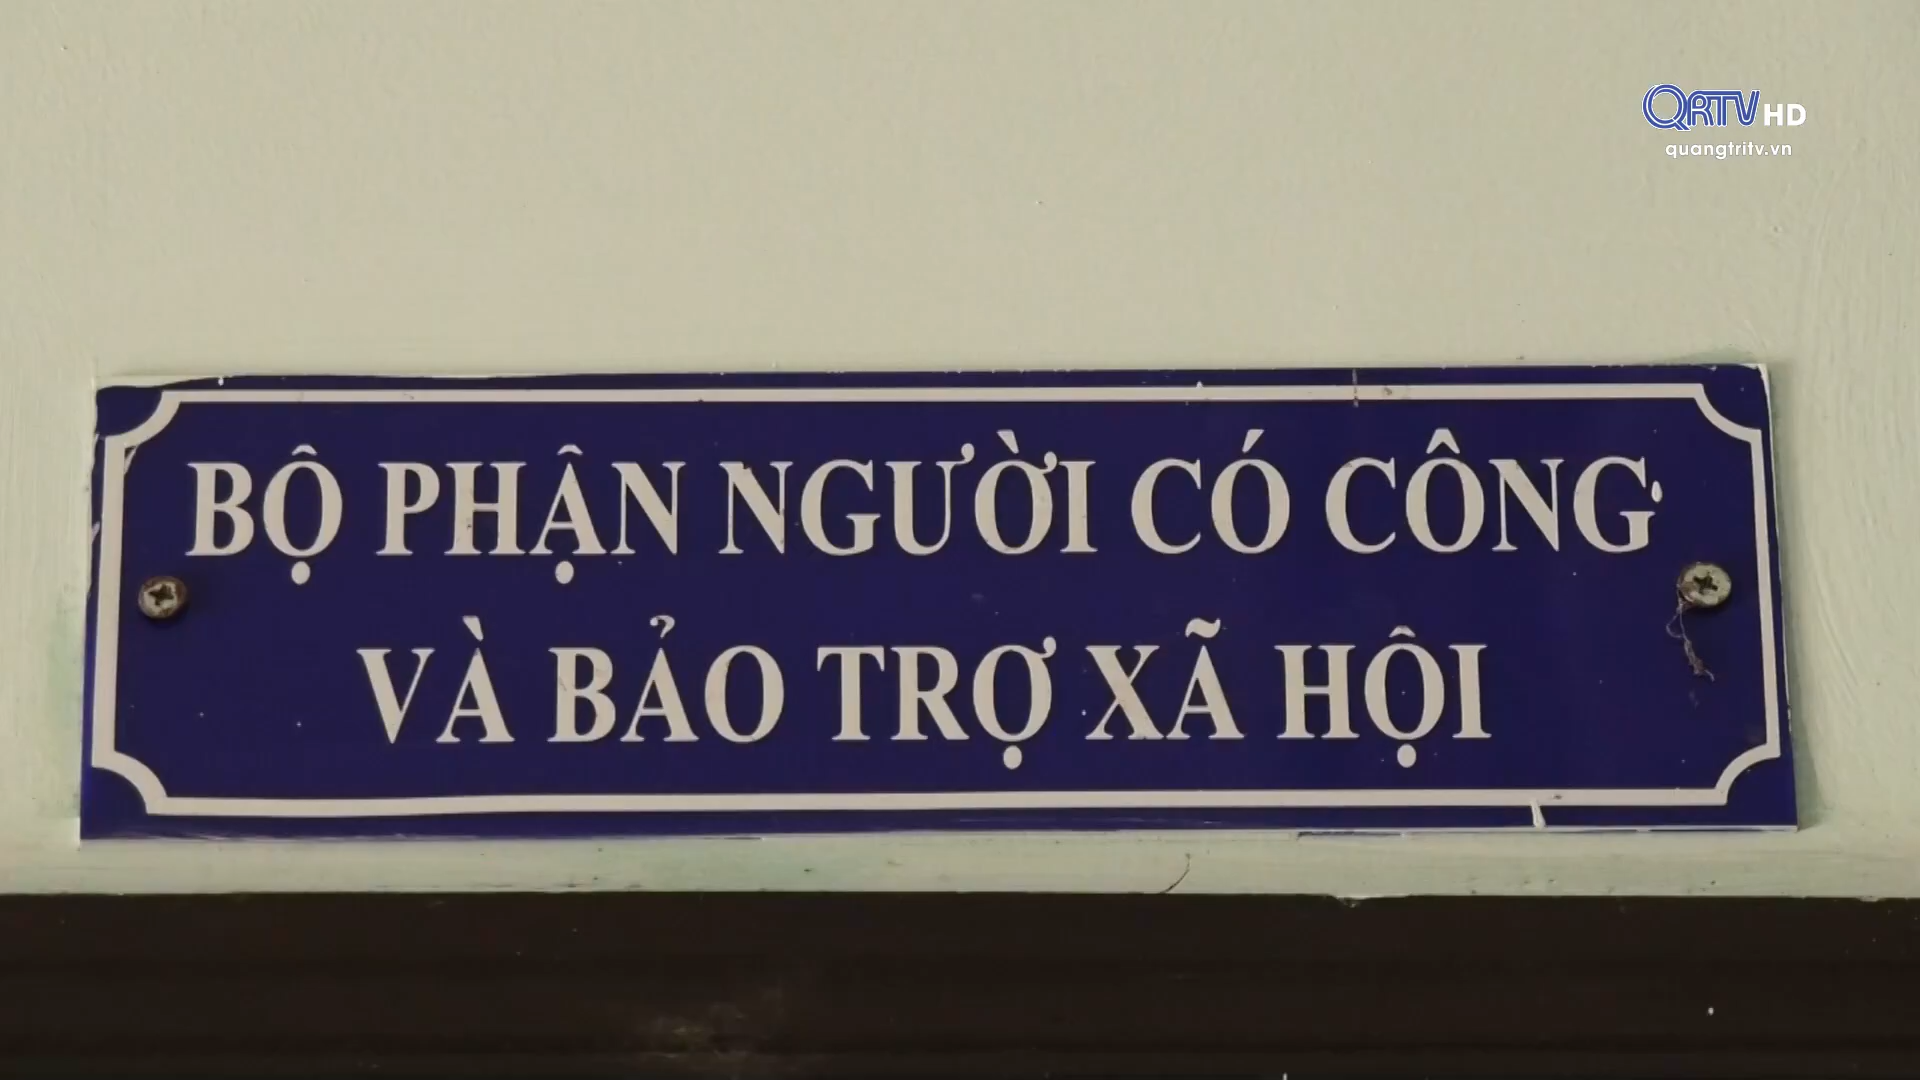 QRTV HD
quangtritv.vn
BỘ PHẬN NGƯỜI CÓ CÔNG
VÀ BẢO TRỢ XÃ HỘI